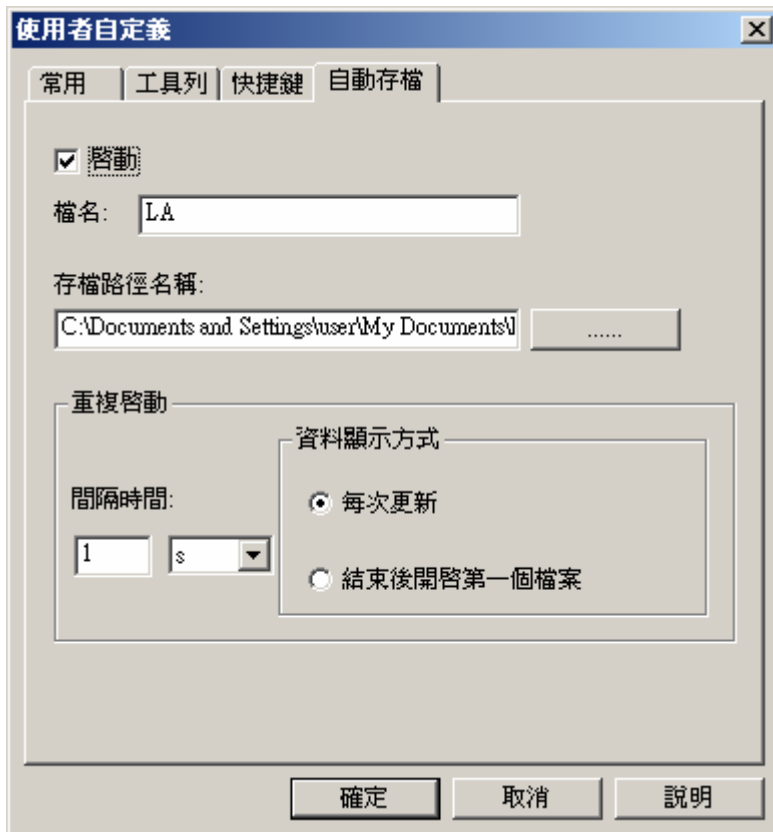 使用者自定義
常用 工具列 快捷鍵 自動存檔
啓動
檔名: LA
存檔路徑名稱:
C:\Documents and Settings\user\My Documents\ ......
重複啓動
資料顯示方式
間隔時間:
每次更新
1 s
結束後開啓第一個檔案
確定 取消 說明